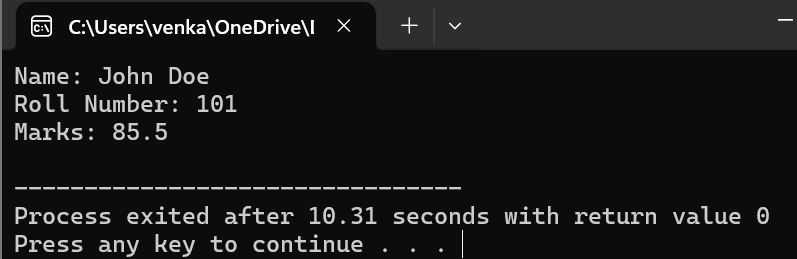 C:\Users\venka\OneDrive\I
Name: John Doe
Roll Number: 101
Marks: 85.5
--------------------------------
Process exited after 10.31 seconds with return value 0
Press any key to continue . . .